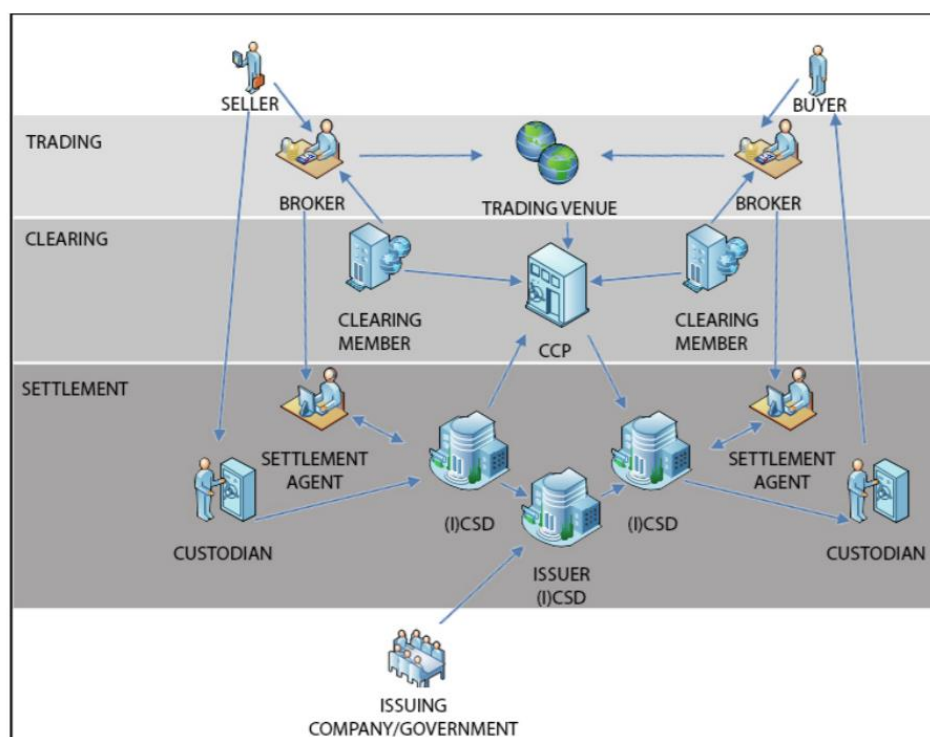 SELLER
BUYER
TRADING
BROKER
TRADING VENUE
BROKER
CLEARING
CLEARING
MEMBER
CCP
CLEARING
MEMBER
SETTLEMENT
SETTLEMENT
AGENT
SETTLEMENT
AGENT
(I)CSD
(I)CSD
CUSTODIAN
CUSTODIAN
ISSUER
(I)CSD
ISSUING
COMPANY/GOVERNMENT